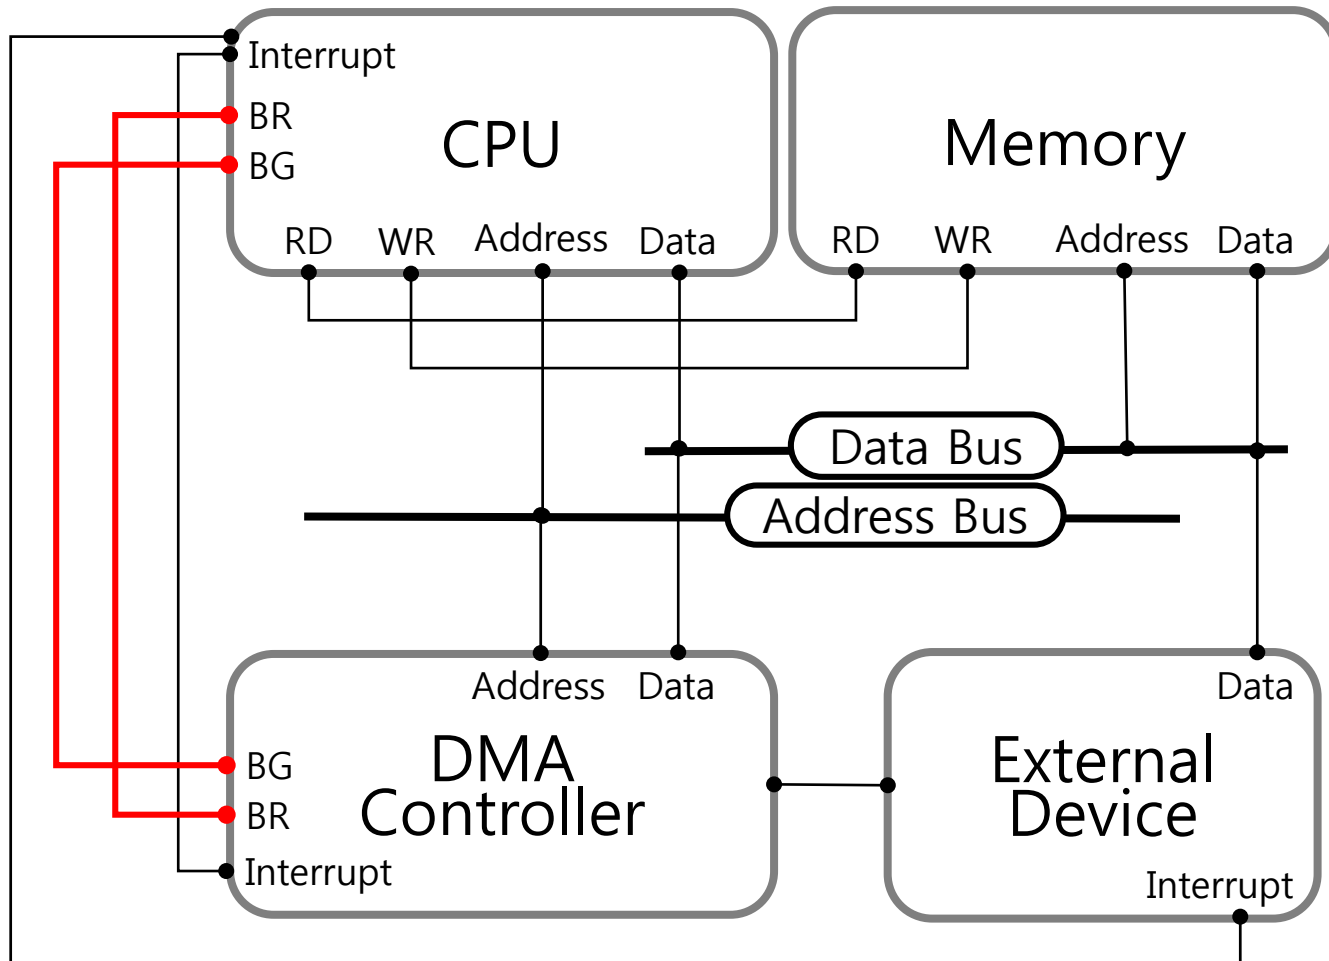 Interrupt
BR
BG
CPU
RD WR Address Data
Memory
RD WR Address Data
Data Bus
Address Bus
Address Data
DMA
Controller
BG
BR
Interrupt
Data
External
Device
Interrupt